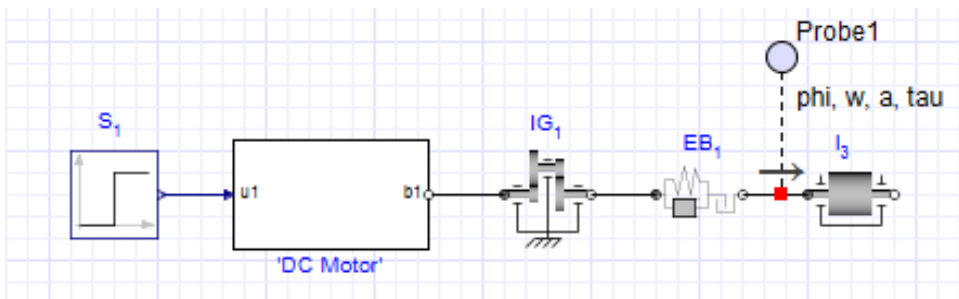 Probe1
phi, w, a, tau
S₁
IG₁
EB₁
I₃
u1
b1
'DC Motor'